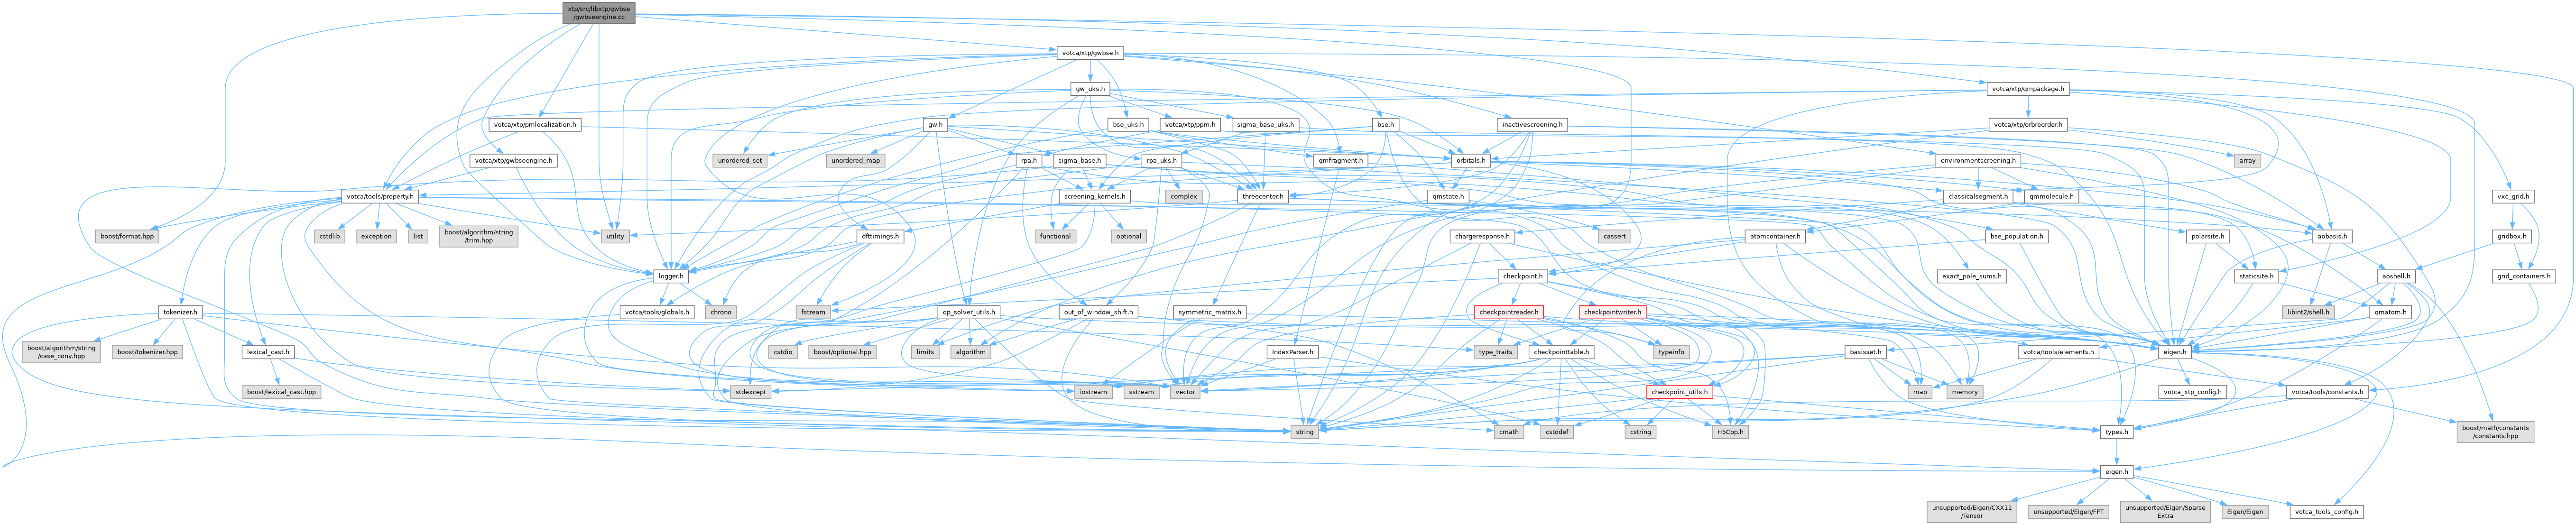 xtp/src/libxtp/gwbse
/gwbseengine.cc
votca/xtp/gwbse.h
gw_uks.h
votca/xtp/qmpackage.h
votca/xtp/pmlocalization.h
gw.h
bse_uks.h
votca/xtp/ppm.h
sigma_base_uks.h
bse.h
inactivescreening.h
votca/xtp/orbreorder.h
votca/xtp/gwbseengine.h
unordered_set
unordered_map
rpa.h
sigma_base.h
rpa_uks.h
qmfragment.h
orbitals.h
environmentscreening.h
array
votca/tools/property.h
screening_kernels.h
complex
threecenter.h
qmstate.h
classicalsegment.h
qmmolecule.h
vxc_grid.h
boost/format.hpp
cstdlib
exception
list
boost/algorithm/string
/trim.hpp
utility
dfttimings.h
functional
optional
chargeresponse.h
cassert
atomcontainer.h
bse_population.h
polarsite.h
aobasis.h
gridbox.h
logger.h
checkpoint.h
exact_pole_sums.h
staticsite.h
aoshell.h
grid_containers.h
tokenizer.h
votca/tools/globals.h
chrono
fstream
qp_solver_utils.h
out_of_window_shift.h
symmetric_matrix.h
checkpointreader.h
checkpointwriter.h
libint2/shell.h
qmatom.h
boost/algorithm/string
/case_conv.hpp
boost/tokenizer.hpp
lexical_cast.h
cstdio
boost/optional.hpp
limits
algorithm
IndexParser.h
type_traits
checkpointtable.h
typeinfo
basisset.h
votca/tools/elements.h
eigen.h
boost/lexical_cast.hpp
stdexcept
iostream
sstream
vector
checkpoint_utils.h
map
memory
votca_xtp_config.h
votca/tools/constants.h
string
cmath
cstddef
cstring
H5Cpp.h
types.h
boost/math/constants
/constants.hpp
eigen.h
unsupported/Eigen/CXX11
/Tensor
unsupported/Eigen/FFT
unsupported/Eigen/Sparse
Extra
Eigen/Eigen
votca_tools_config.h